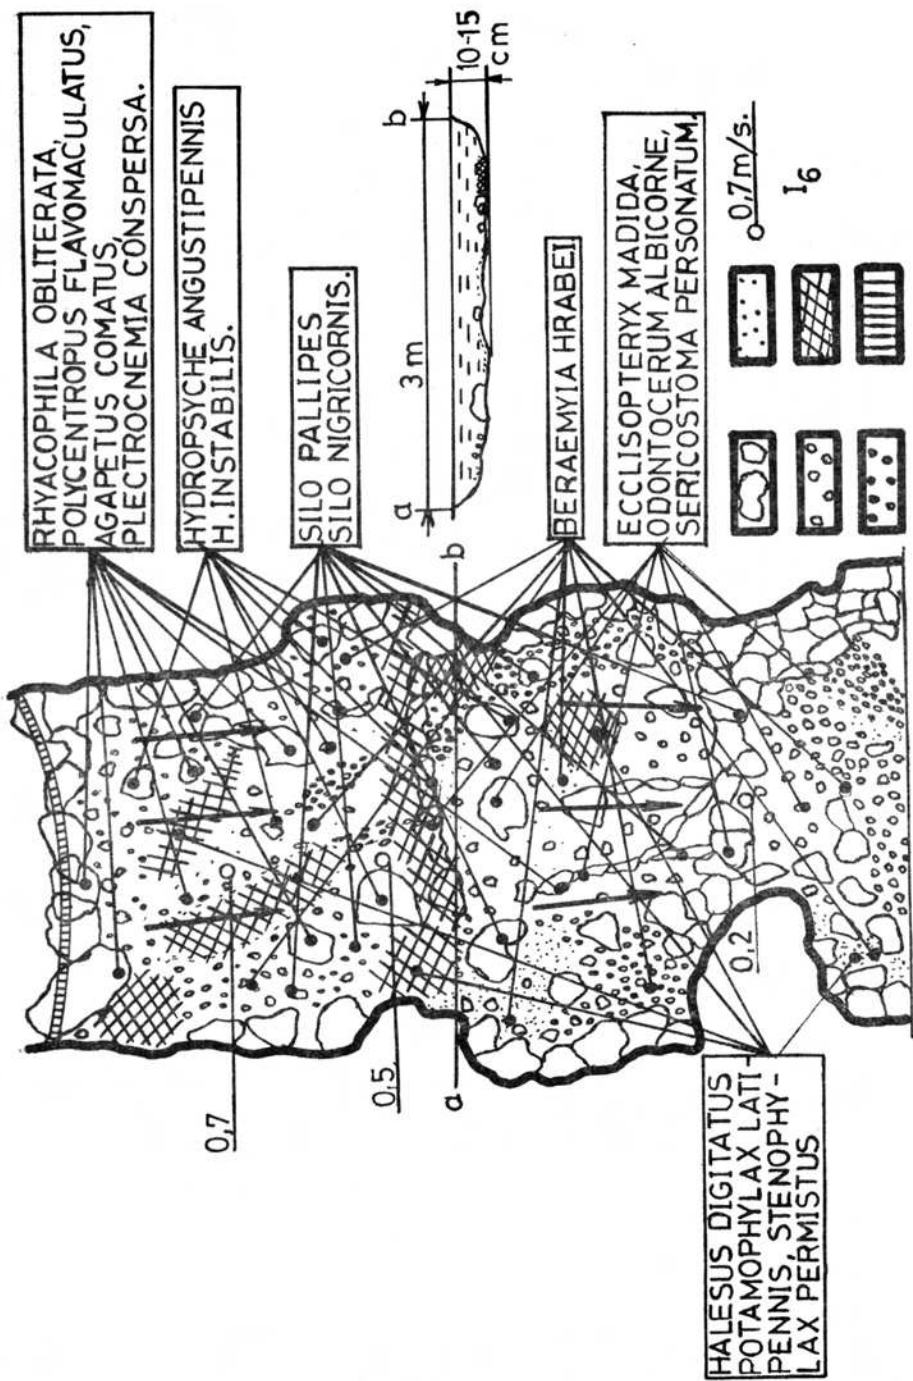 RHYACOPHILA OBLITERATA,
POLYCENTROPUS FLAVOMACULATUS,
AGAPETUS COMATUS,
PLECTROCNEMIA CONSPERSA.
HYDROPSYCHE ANGUSTIPENNIS
H. INSTABILIS.
SILO PALLIPES
SILO NIGRICORNIS.
a
3 m
b
10-15
cm
BERAEMYIA HRABEI
ECCLISOPTERYX MADIDA,
ODONTOCERUM ALBICORNE,
SERICOSTOMA PERSONATUM.
0,7 m/s.
I6
b
0,7
0,5
a
0,2
HALESUS DIGITATUS
POTAMOPHYLAX LATI-
PENNIS, STENOPHY-
LAX PERMISTUS